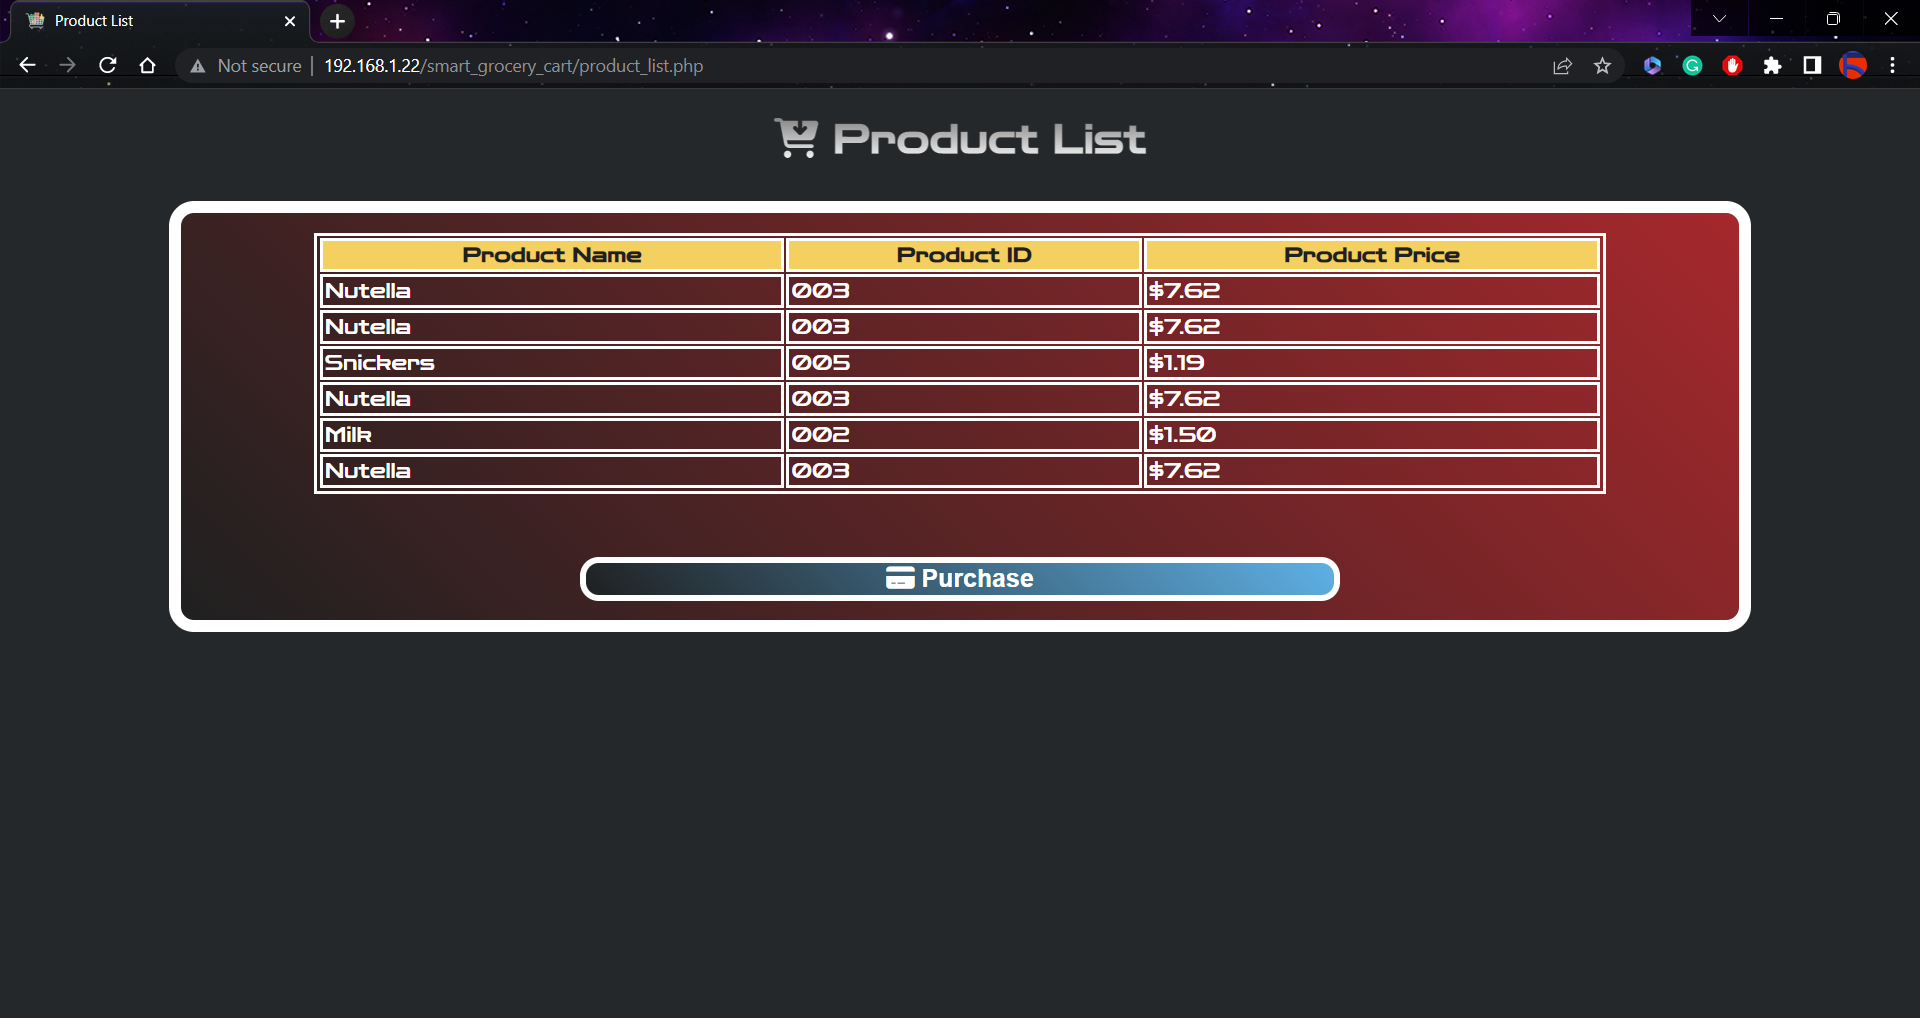 Product List
Not secure 192.168.1.22/smart_grocery_cart/product_list.php
Product List
Product Name Product ID Product Price
Nutella 003 $7.62
Nutella 003 $7.62
Snickers 005 $1.19
Nutella 003 $7.62
Milk 002 $1.50
Nutella 003 $7.62
Purchase